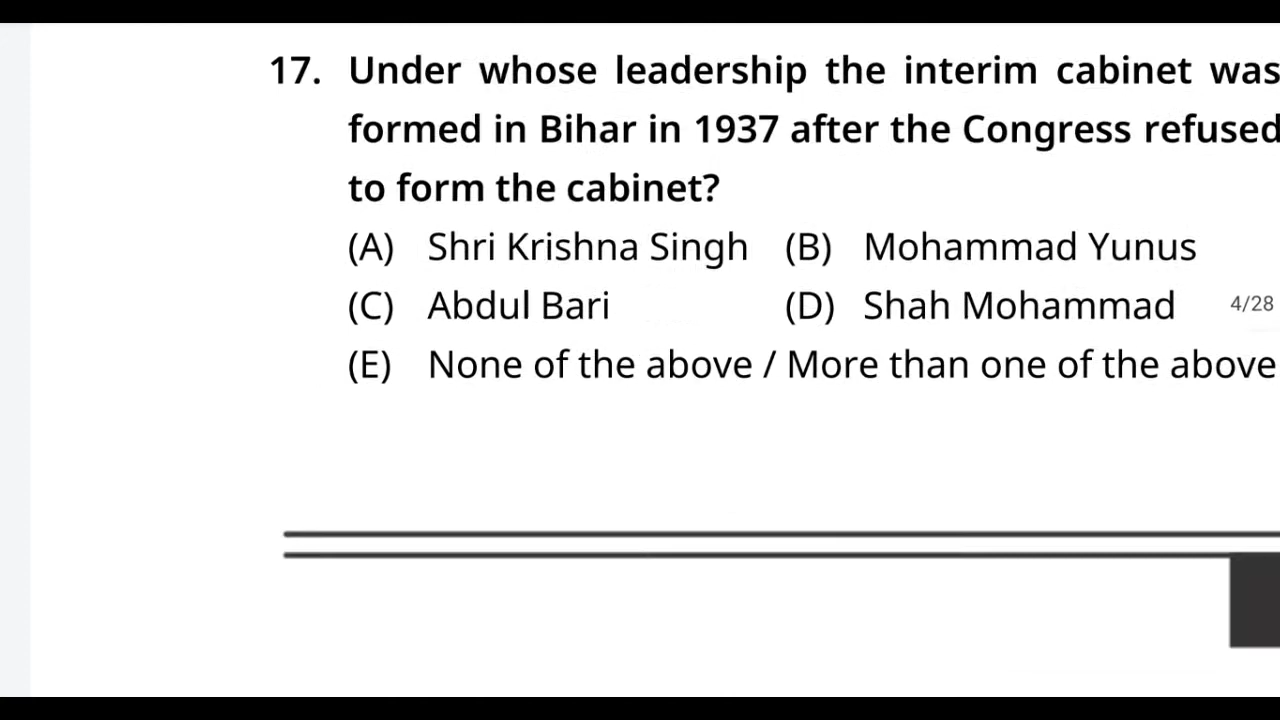 17. Under whose leadership the interim cabinet was
formed in Bihar in 1937 after the Congress refused
to form the cabinet?
(A) Shri Krishna Singh (B) Mohammad Yunus
(C) Abdul Bari (D) Shah Mohammad 4/28
(E) None of the above / More than one of the above